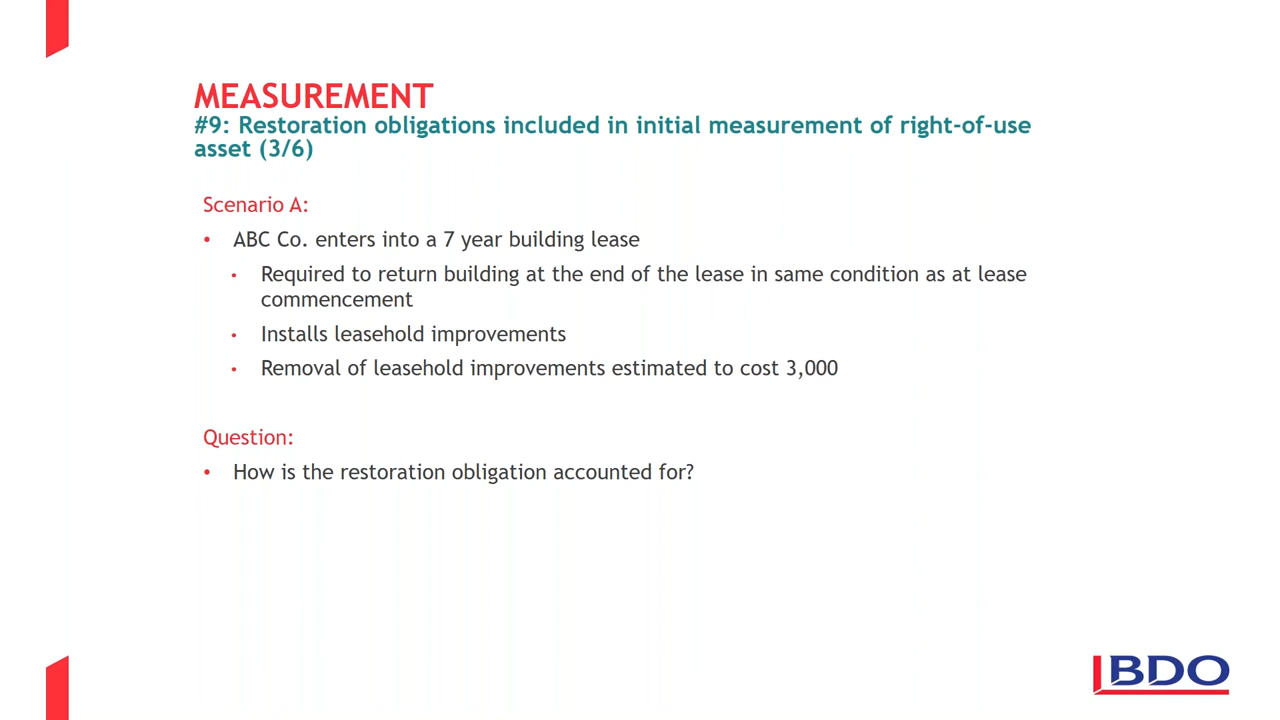 MEASUREMENT
#9: Restoration obligations included in initial measurement of right-of-use
asset (3/6)
Scenario A:
• ABC Co. enters into a 7 year building lease
• Required to return building at the end of the lease in same condition as at lease
commencement
• Installs leasehold improvements
• Removal of leasehold improvements estimated to cost 3,000
Question:
• How is the restoration obligation accounted for?
BDO